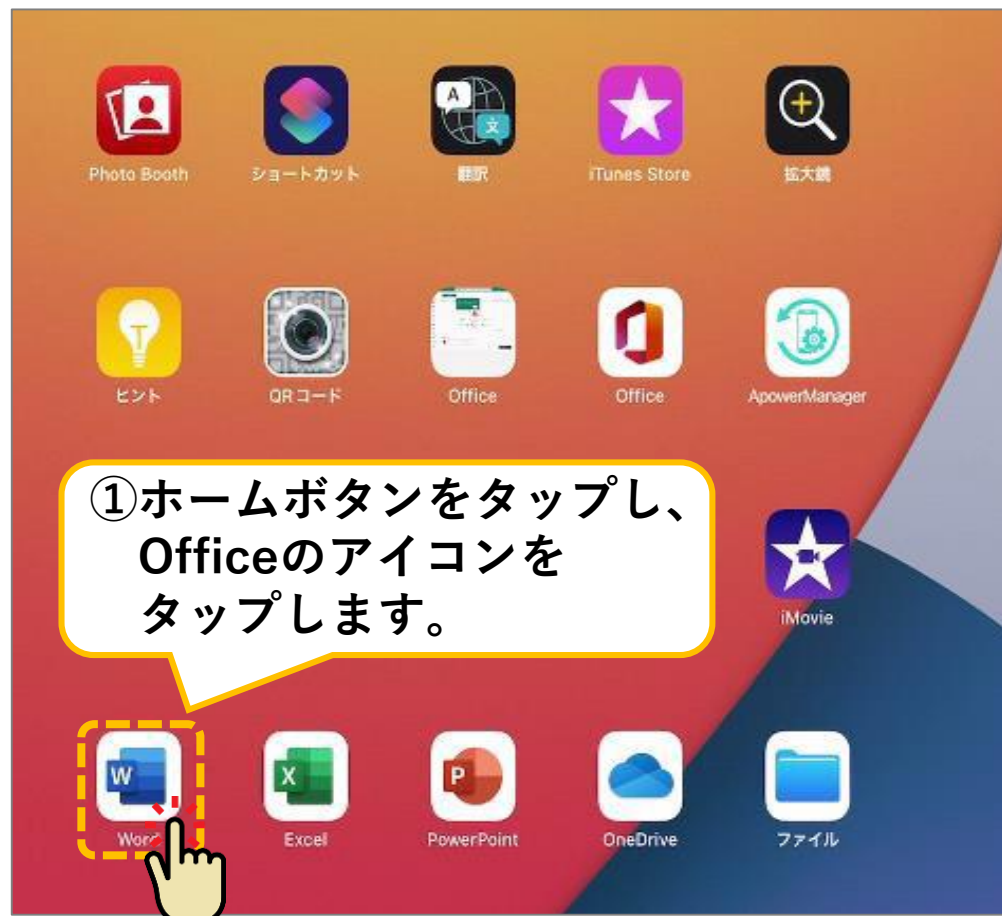 Photo Booth
ショートカット
翻訳
iTunes Store
拡大鏡
ヒント
QRコード
Office
Office
ApowerManager
①ホームボタンをタップし、
Officeのアイコンを
タップします。
iMovie
Word
Excel
PowerPoint
OneDrive
ファイル